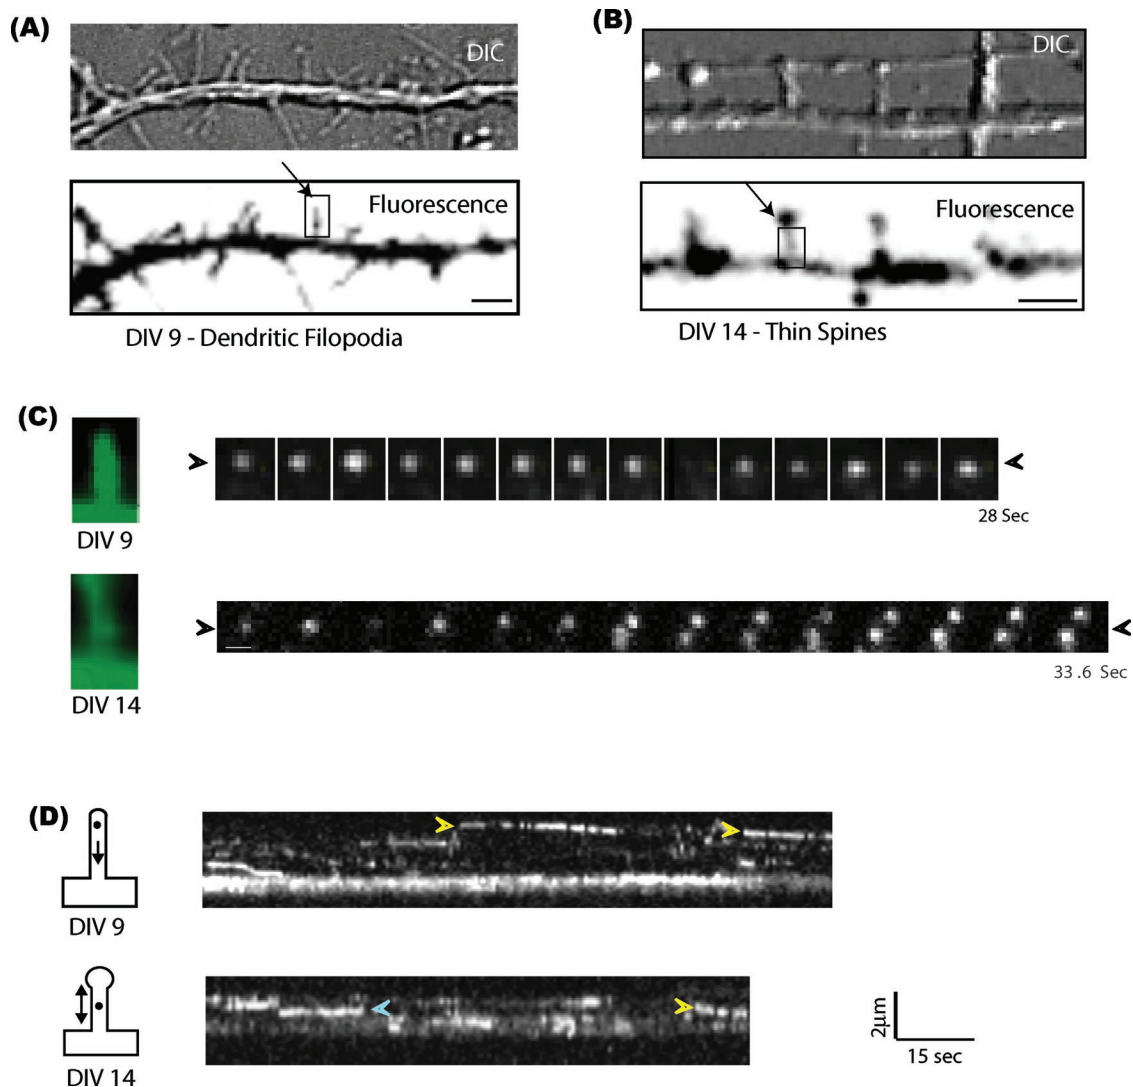 (A)
DIC
Fluorescence
DIV 9 - Dendritic Filopodia
(B)
DIC
Fluorescence
DIV 14 - Thin Spines
(C)
DIV 9
28 Sec
DIV 14
33.6 Sec
(D)
DIV 9
DIV 14
2μm
15 sec